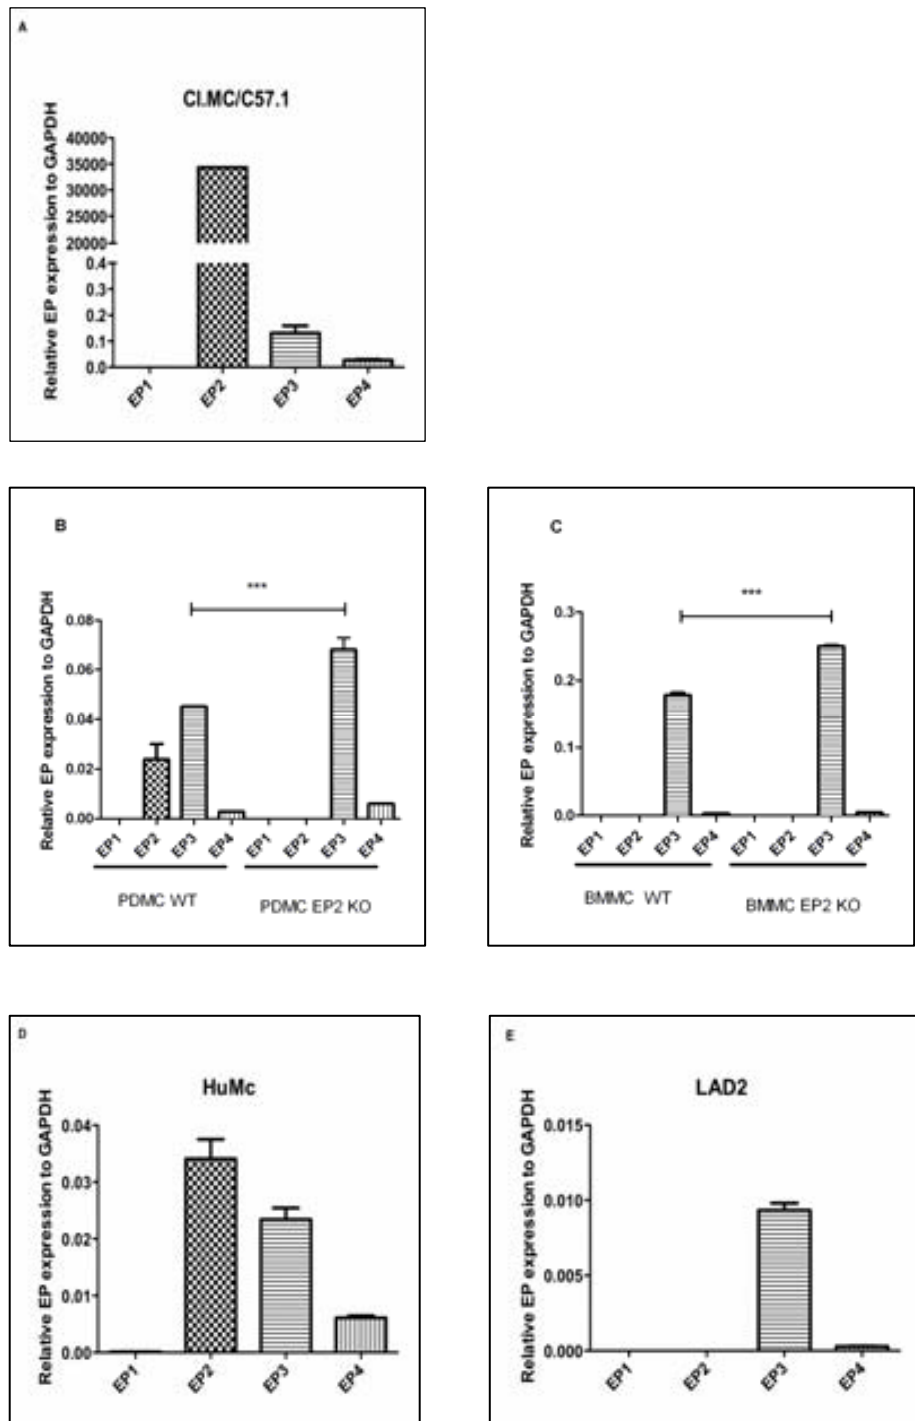 A
Cl.MC/C57.1
Relative EP expression to GAPDH
40000
35000
30000
25000
20000
0.4
0.3
0.2
0.1
0.0
EP1 EP2 EP3 EP4
B
***
Relative EP expression to GAPDH
0.08
0.06
0.04
0.02
0.00
EP1 EP2 EP3 EP4 EP1 EP2 EP3 EP4
PDMC WT PDMC EP2 KO
C
***
Relative EP expression to GAPDH
0.3
0.2
0.1
0.0
EP1 EP2 EP3 EP4 EP1 EP2 EP3 EP4
BMMC WT BMMC EP2 KO
D
HuMc
Relative EP expression to GAPDH
0.04
0.03
0.02
0.01
0.00
EP1 EP2 EP3 EP4
E
LAD2
Relative EP expression to GAPDH
0.015
0.010
0.005
0.000
EP1 EP2 EP3 EP4